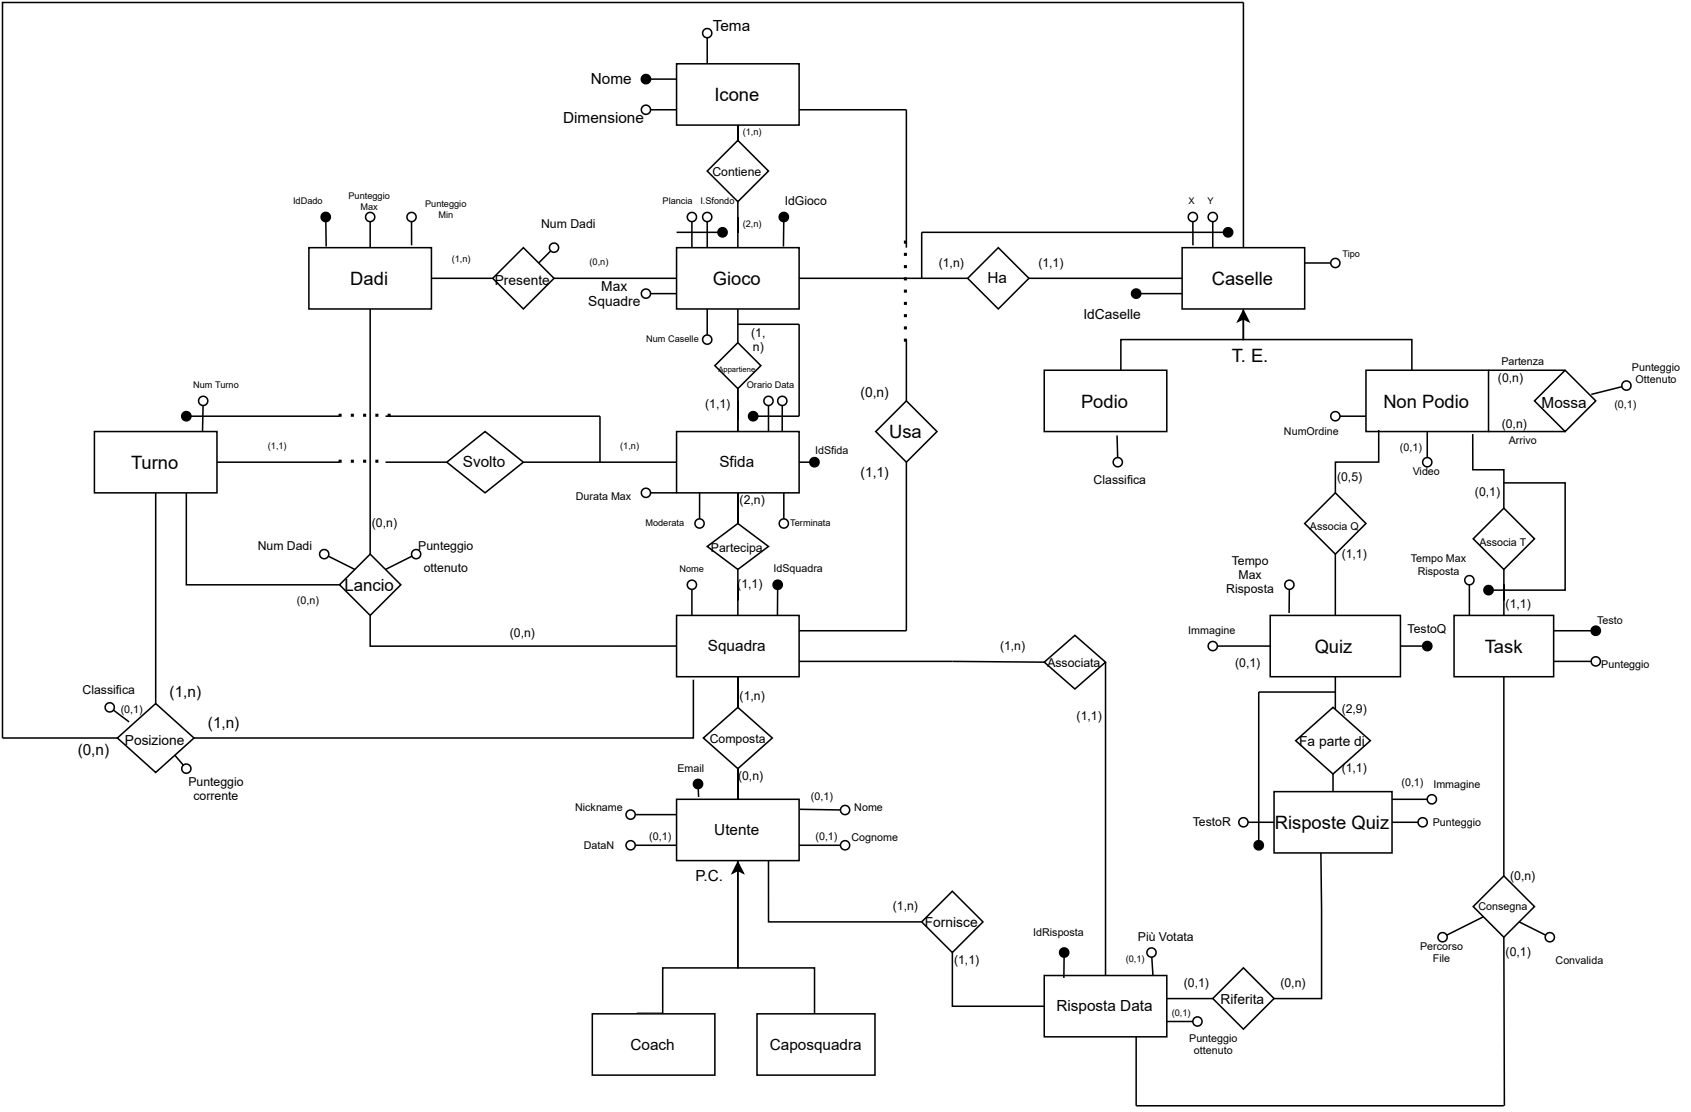 Tema
Nome
Icone
Dimensione
(1,n)
Contiene
IdDado
Punteggio
Max
Punteggio
Min
Num Dadi
Plancia
I.Sfondo
IdGioco
(2,n)
X
Y
Dadi
(1,n)
Presente
(0,n)
Gioco
Max
Squadre
Num Caselle
(1,n)
Ha
(1,1)
Caselle
Tipo
IdCaselle
T. E.
(1,
n)
Appartiene
(1,1)
Orario
Data
Podio
Classifica
Non Podio
Partenza
(0,n)
Mossa
(0,n)
Arrivo
Punteggio
Ottenuto
(0,1)
NumOrdine
(0,1)
Video
Num Turno
Turno
(1,1)
Svolto
(1,n)
Sfida
IdSfida
Durata Max
Moderata
(2,n)
Terminata
(0,n)
Usa
(1,1)
(0,5)
Associa Q
(1,1)
(0,1)
Associa T
(1,1)
(0,n)
Num Dadi
Punteggio
ottenuto
Lancio
(0,n)
Partecipa
(1,1)
Nome
IdSquadra
(0,n)
Squadra
Tempo
Max
Risposta
Tempo Max
Risposta
Immagine
(0,1)
Quiz
TestoQ
Task
Testo
Punteggio
(1,n)
Associata
(1,1)
Classifica
(0,1)
(1,n)
(1,n)
Posizione
(0,n)
Punteggio
corrente
(1,n)
Composta
(0,n)
(2,9)
Fa parte di
(1,1)
Email
Nickname
DataN
(0,1)
Utente
(0,1)
Nome
(0,1)
Cognome
P.C.
TestoR
Risposte Quiz
(0,1)
Immagine
Punteggio
(0,n)
Consegna
Percorso
File
(0,1)
Convalida
(1,n)
Fornisce
(1,1)
IdRisposta
Più Votata
(0,1)
Risposta Data
(0,1)
Riferita
(0,n)
(0,1)
Punteggio
ottenuto
Coach
Caposquadra